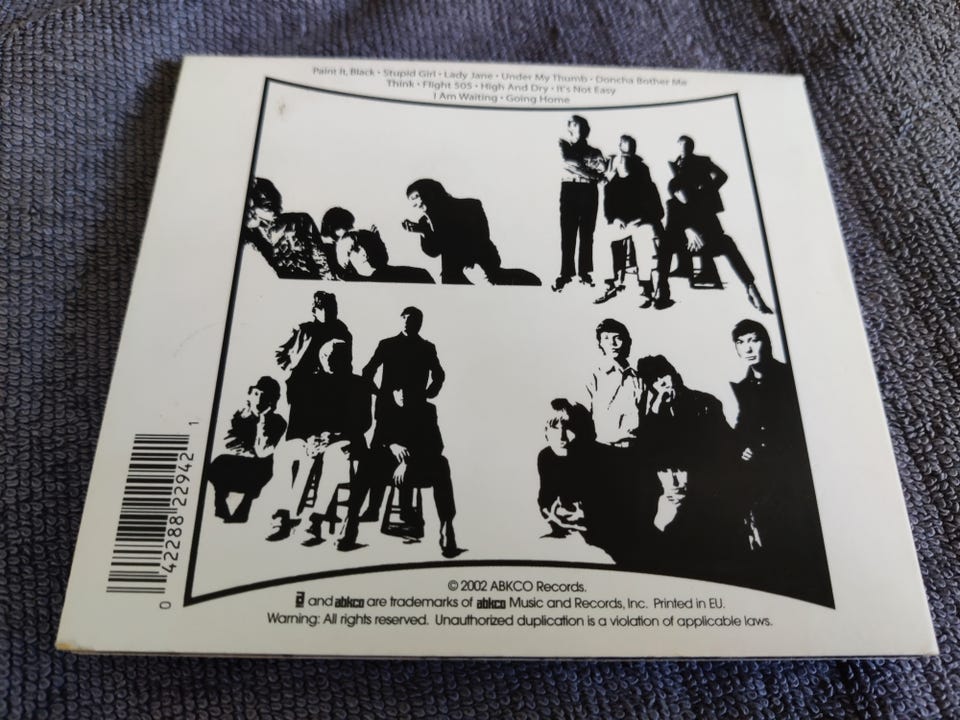 Paint It, Black • Stupid Girl • Lady Jane • Under My Thumb • Doncha Bother Me
Think • Flight 505 • High And Dry • It's Not Easy
I Am Waiting • Going Home
0 42288 22942 1
© 2002 ABKCO Records.
a and abkco are trademarks of abkco Music and Records, Inc. Printed in EU.
Warning: All rights reserved. Unauthorized duplication is a violation of applicable laws.